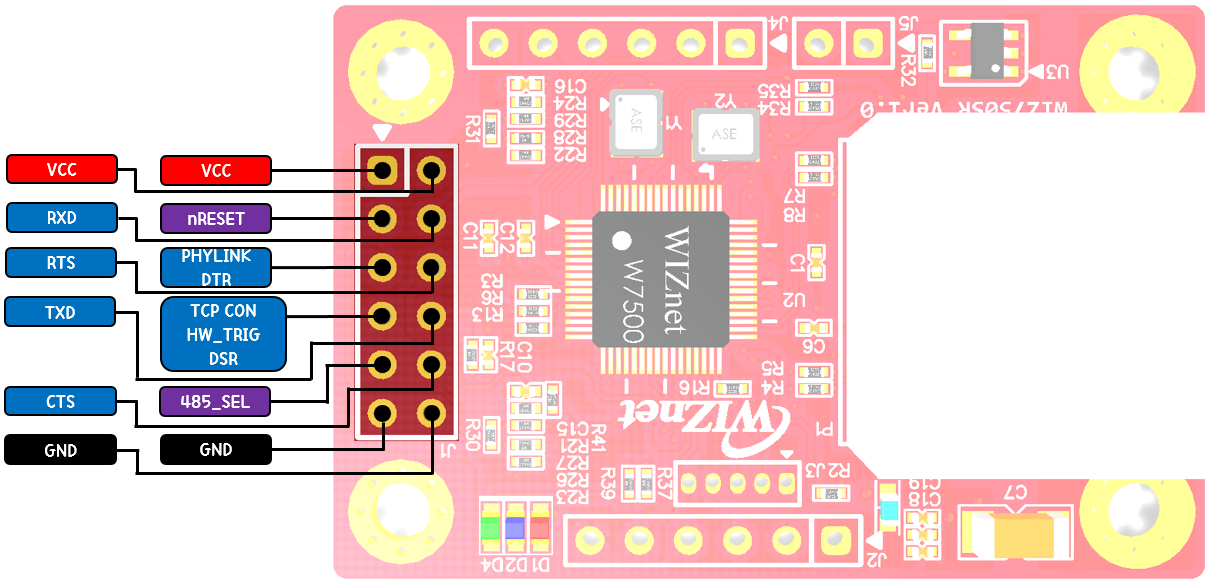 VCC
VCC
RXD
nRESET
RTS
PHYLINK
DTR
TXD
TCP CON
HW_TRIG
DSR
CTS
485_SEL
GND
GND
J4
J5
R32
U3
C16
R24
R29
R28
R22
R31
ASE
Y1
Y2
ASE
R35
R34
WIZ750SR Ver1.0
R7
R8
C11
C12
WIZnet
W7500
C1
U2
R3
R6
R13
R17
C10
C6
R5
R4
R16
WIZnet
P1
J1
R30
C15
R41
R21
R27
R26
R23
R39
R37
J3
R2
C19
C18
C7
D4
D2
D1
J2